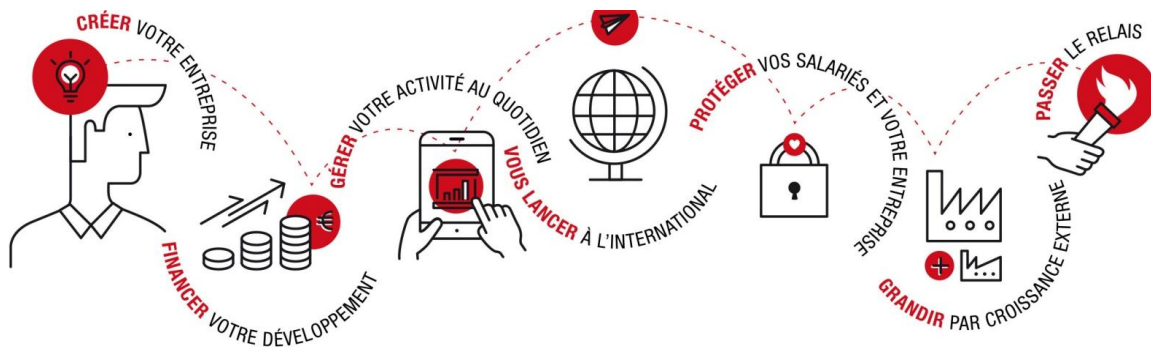 CRÉER VOTRE ENTREPRISE
FINANCER VOTRE DÉVELOPPEMENT
€
GÉRER VOTRE ACTIVITÉ AU QUOTIDIEN
VOUS LANCER À L'INTERNATIONAL
PROTÉGER VOS SALARIÉS ET VOTRE ENTREPRISE
GRANDIR PAR CROISSANCE EXTERNE
+
PASSER LE RELAIS